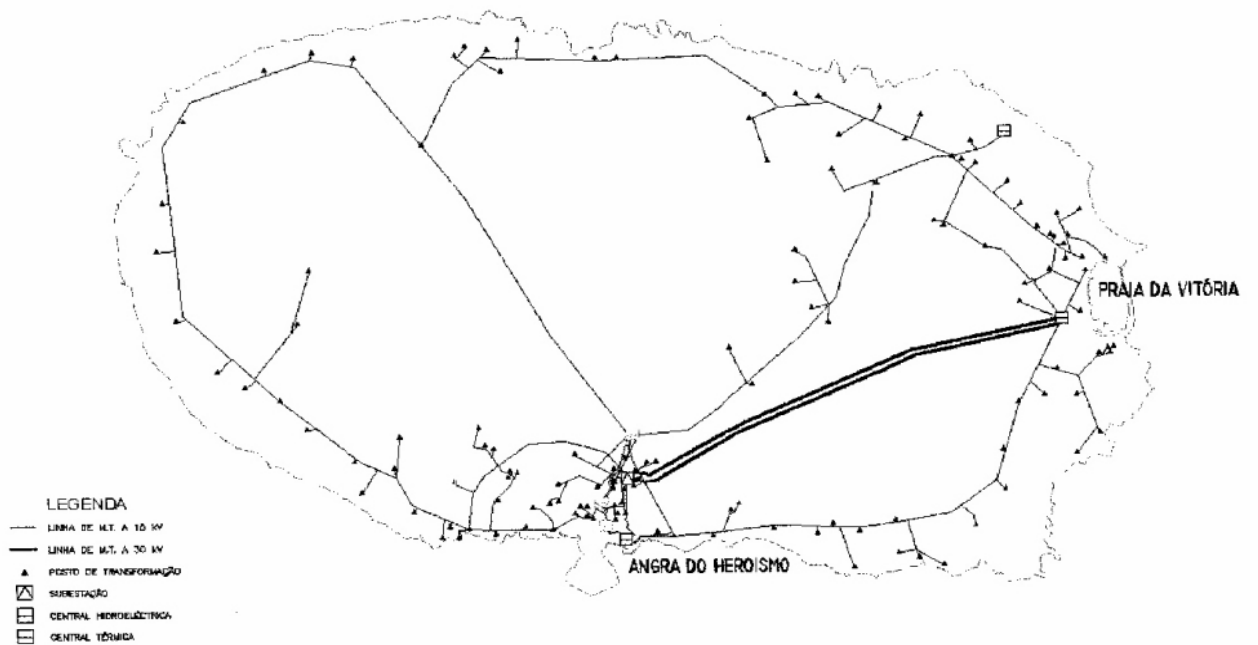 PRAIA DA VITÓRIA
ANGRA DO HEROÍSMO
LEGENDA
LINHA DE M.T. A 15 KV
LINHA DE M.T. A 30 KV
POSTO DE TRANSFORMAÇÃO
SUBESTAÇÃO
CENTRAL HIDROELÉCTRICA
CENTRAL TÉRMICA